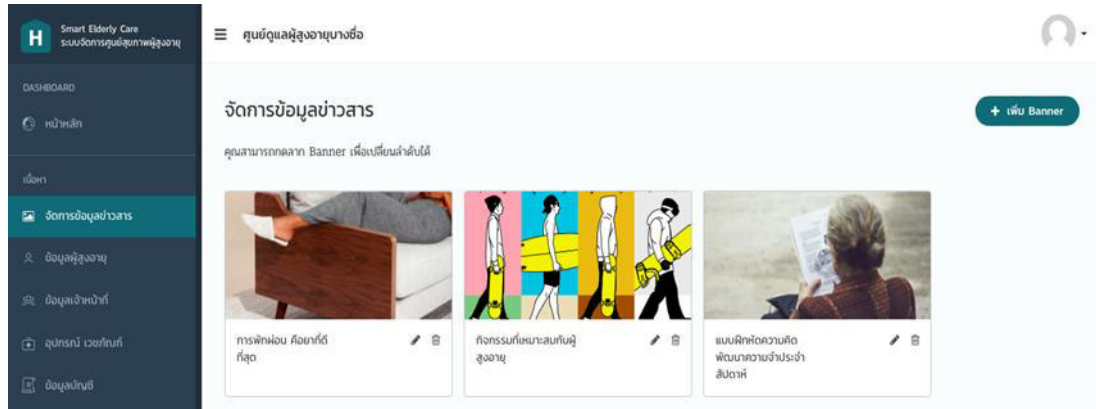 H
Smart Elderly Care
ระบบจัดการศูนย์สุขภาพผู้สูงอายุ
☰ ศูนย์ดูแลผู้สูงอายุบางซื่อ
DASHBOARD
หน้าหลัก
เนื้อหา
จัดการข้อมูลข่าวสาร
ข้อมูลผู้สูงอายุ
ข้อมูลเจ้าหน้าที่
อุปกรณ์ เวชภัณฑ์
ข้อมูลบัญชี
จัดการข้อมูลข่าวสาร
+ เพิ่ม Banner
คุณสามารถกดลาก Banner เพื่อเปลี่ยนลำดับได้
การพักผ่อน คือยาที่ดี
ที่สุด
กิจกรรมที่เหมาะสมกับผู้
สูงอายุ
แบบฝึกหัดความคิด
พัฒนาความจำประจำ
สัปดาห์